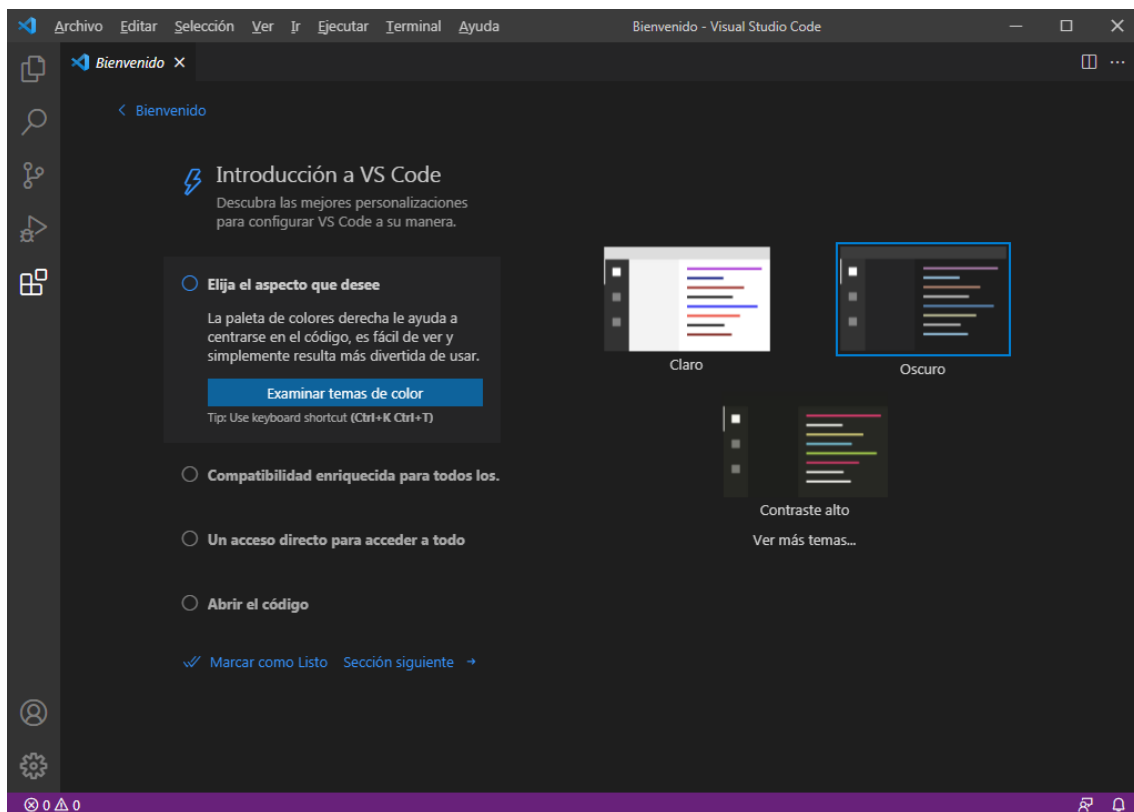 Archivo Editar Selección Ver Ir Ejecutar Terminal Ayuda Bienvenido - Visual Studio Code
Bienvenido
Bienvenido
Introducción a VS Code
Descubra las mejores personalizaciones
para configurar VS Code a su manera.
Elija el aspecto que desee
La paleta de colores derecha le ayuda a
centrarse en el código, es fácil de ver y
simplemente resulta más divertida de usar.
Examinar temas de color
Tip: Use keyboard shortcut (Ctrl+K Ctrl+T)
Compatibilidad enriquecida para todos los.
Un acceso directo para acceder a todo
Abrir el código
Marcar como Listo Sección siguiente →
Claro
Oscuro
Contraste alto
Ver más temas...
0 0